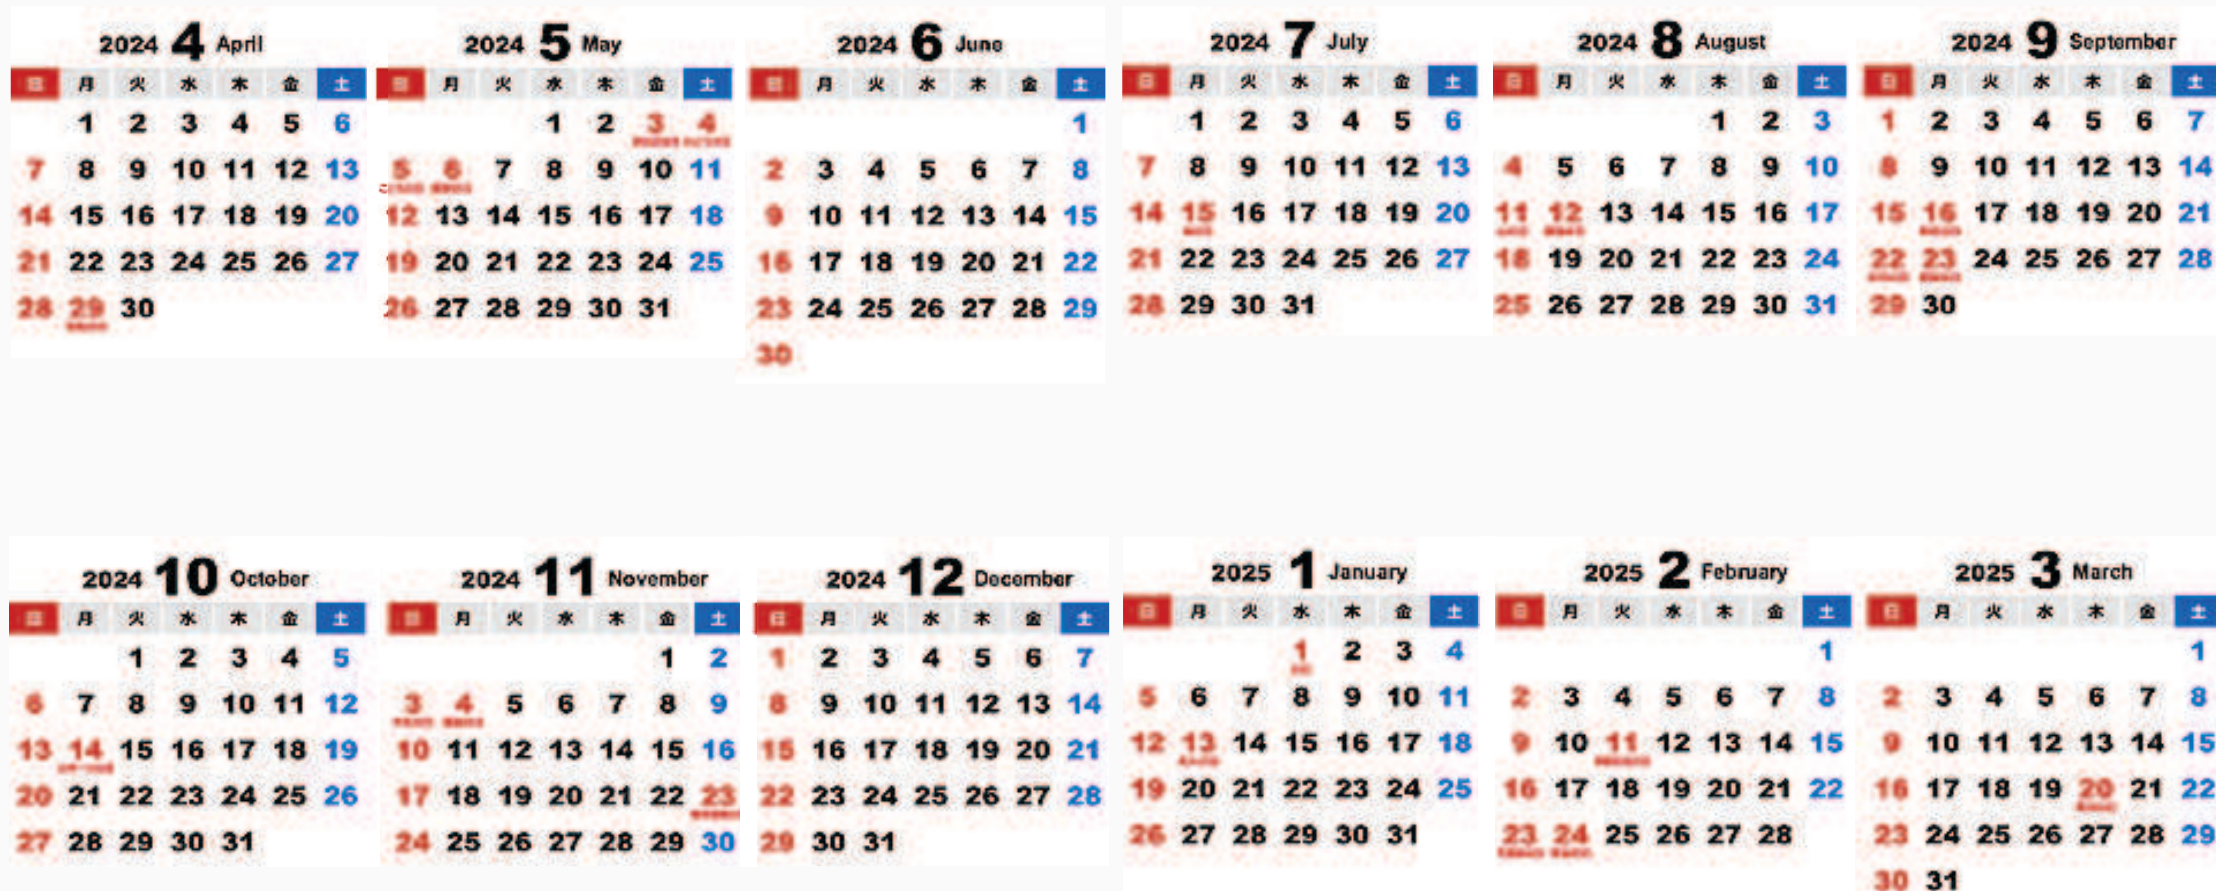 2024 4 April
日 月 火 水 木 金 土
1 2 3 4 5 6
7 8 9 10 11 12 13
14 15 16 17 18 19 20
21 22 23 24 25 26 27
28 29 30
2024 5 May
日 月 火 水 木 金 土
1 2 3 4
5 6 7 8 9 10 11
12 13 14 15 16 17 18
19 20 21 22 23 24 25
26 27 28 29 30 31
2024 6 June
日 月 火 水 木 金 土
1
2 3 4 5 6 7 8
9 10 11 12 13 14 15
16 17 18 19 20 21 22
23 24 25 26 27 28 29
30
2024 7 July
日 月 火 水 木 金 土
1 2 3 4 5 6
7 8 9 10 11 12 13
14 15 16 17 18 19 20
21 22 23 24 25 26 27
28 29 30 31
2024 8 August
日 月 火 水 木 金 土
1 2 3
4 5 6 7 8 9 10
11 12 13 14 15 16 17
18 19 20 21 22 23 24
25 26 27 28 29 30 31
2024 9 September
日 月 火 水 木 金 土
1 2 3 4 5 6 7
8 9 10 11 12 13 14
15 16 17 18 19 20 21
22 23 24 25 26 27 28
29 30
2024 10 October
日 月 火 水 木 金 土
1 2 3 4 5
6 7 8 9 10 11 12
13 14 15 16 17 18 19
20 21 22 23 24 25 26
27 28 29 30 31
2024 11 November
日 月 火 水 木 金 土
1 2
3 4 5 6 7 8 9
10 11 12 13 14 15 16
17 18 19 20 21 22 23
24 25 26 27 28 29 30
2024 12 December
日 月 火 水 木 金 土
1 2 3 4 5 6 7
8 9 10 11 12 13 14
15 16 17 18 19 20 21
22 23 24 25 26 27 28
29 30 31
2025 1 January
日 月 火 水 木 金 土
1 2 3 4
5 6 7 8 9 10 11
12 13 14 15 16 17 18
19 20 21 22 23 24 25
26 27 28 29 30 31
2025 2 February
日 月 火 水 木 金 土
1
2 3 4 5 6 7 8
9 10 11 12 13 14 15
16 17 18 19 20 21 22
23 24 25 26 27 28
2025 3 March
日 月 火 水 木 金 土
1
2 3 4 5 6 7 8
9 10 11 12 13 14 15
16 17 18 19 20 21 22
23 24 25 26 27 28 29
30 31